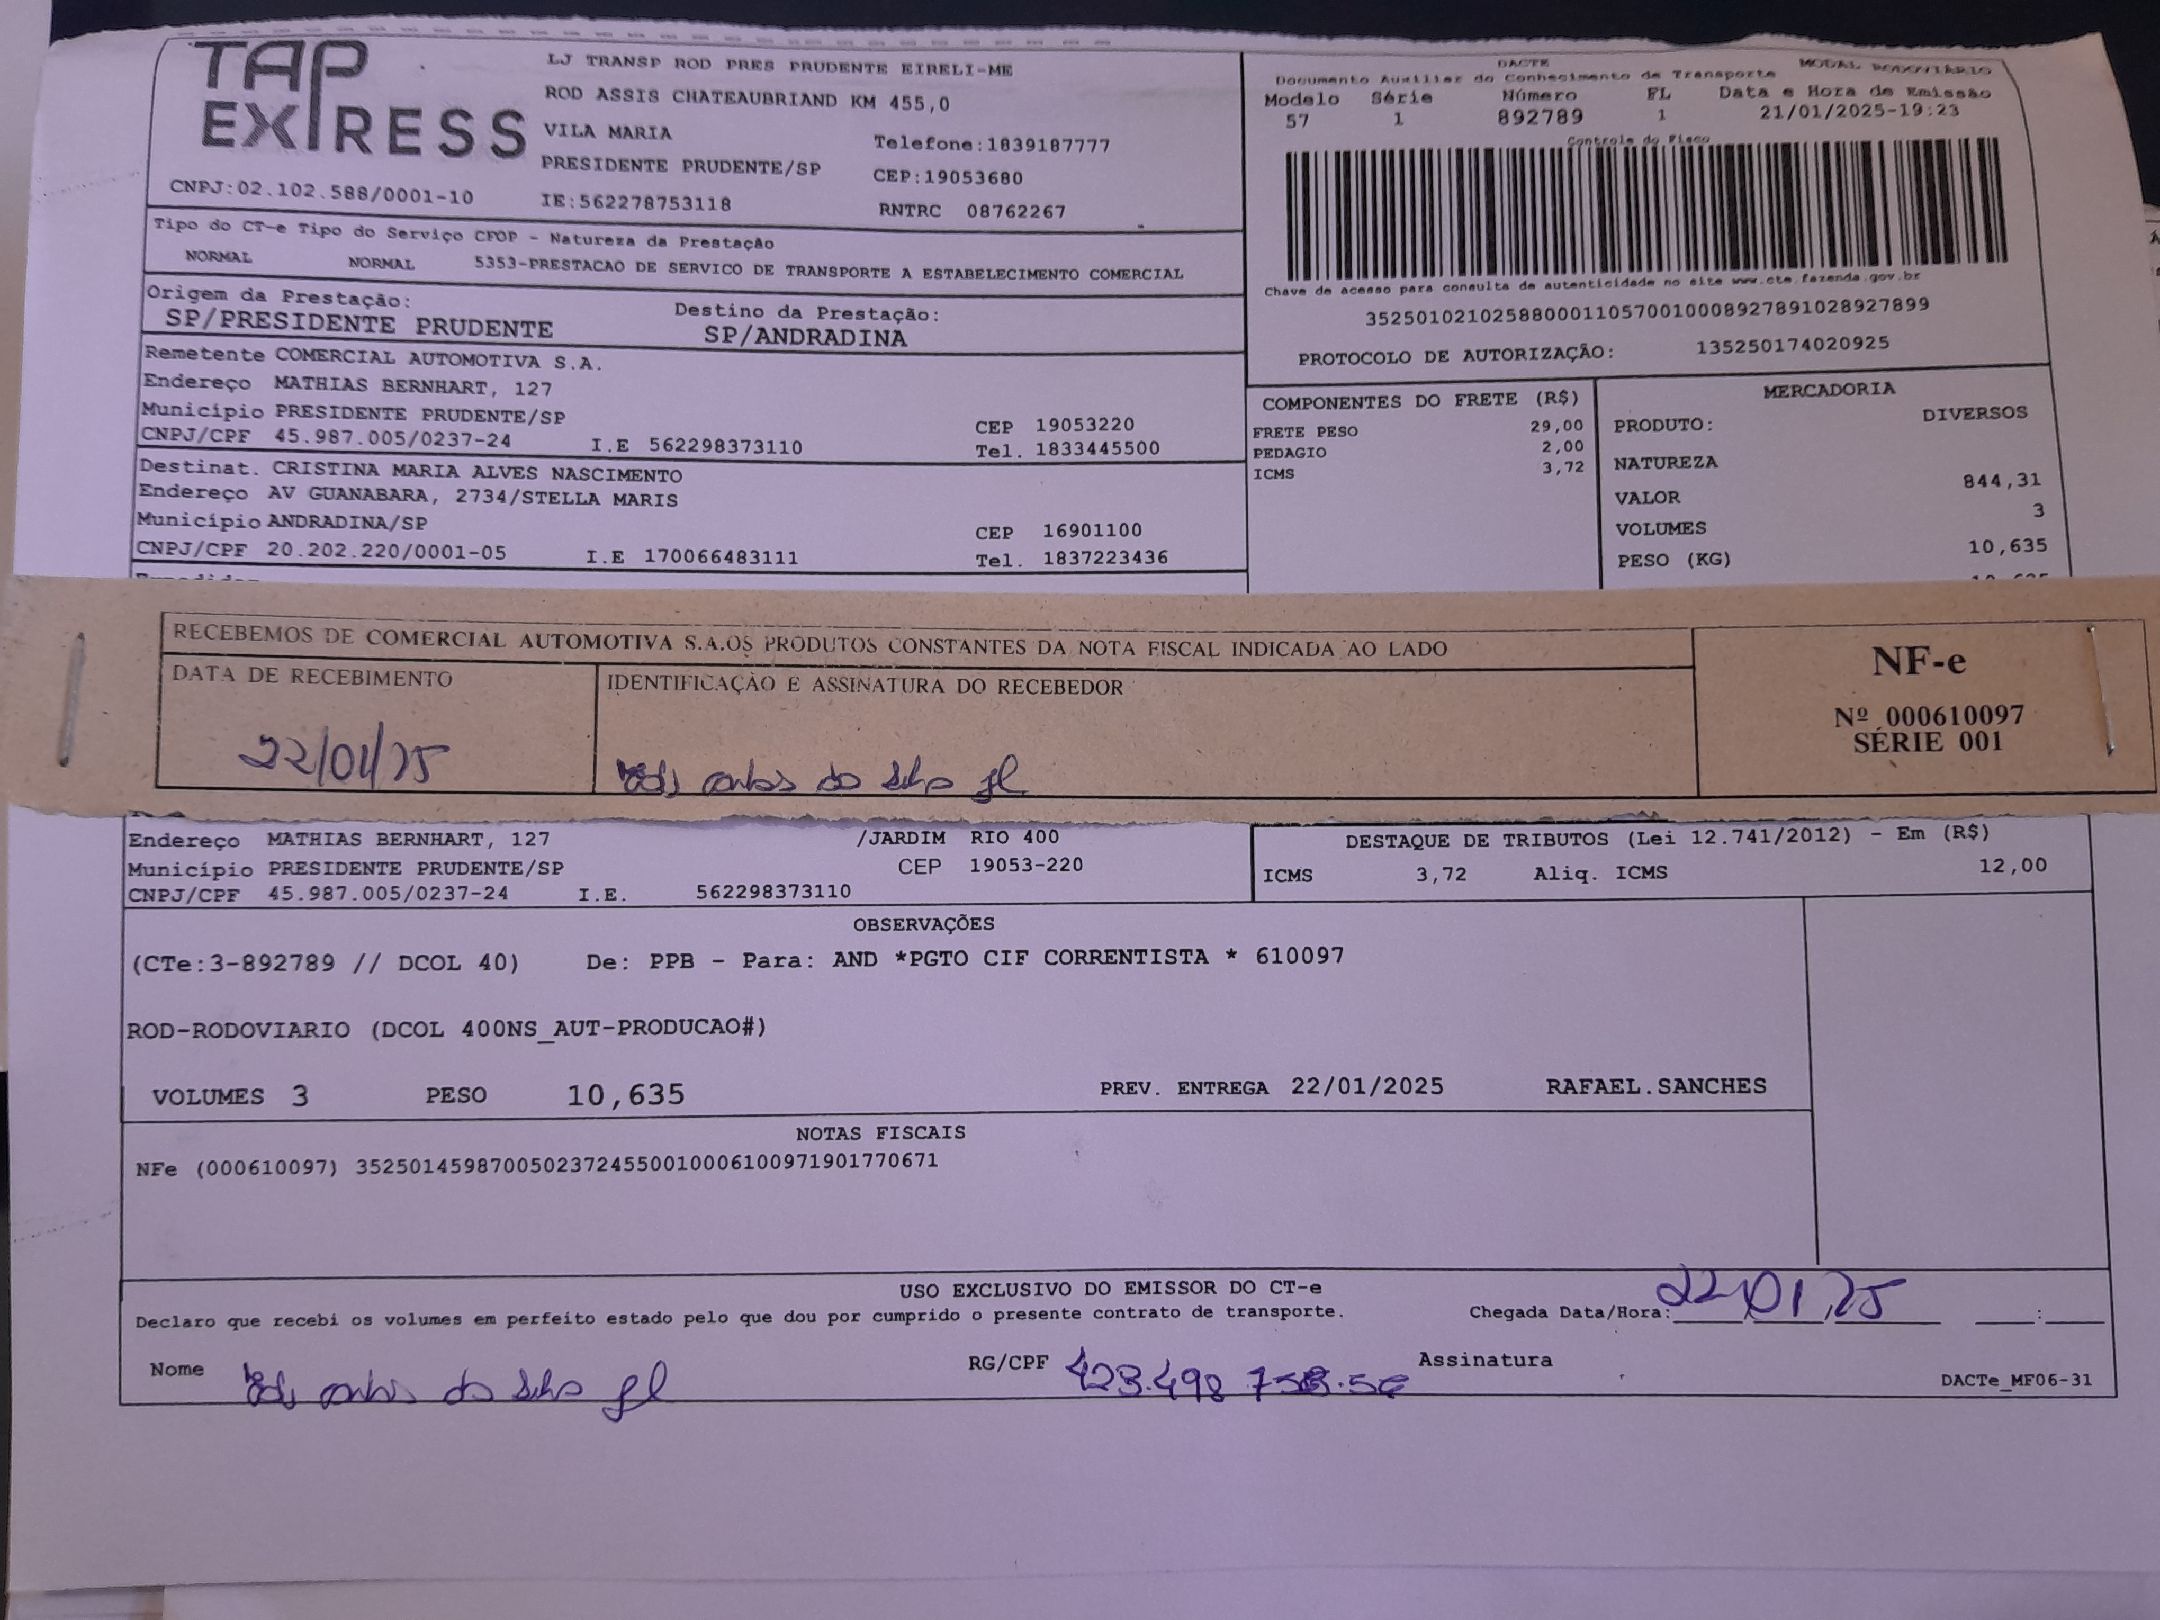 TAP EXPRESS
LJ TRANSP ROD PRES PRUDENTE EIRELI-ME
ROD ASSIS CHATEAUBRIAND KM 455,0
VILA MARIA Telefone:1839187777
PRESIDENTE PRUDENTE/SP CEP:19053680
CNPJ:02.102.588/0001-10 IE:562278753118 RNTRC 08762267
DACTE MODAL RODOVIÁRIO
Documento Auxiliar do Conhecimento de Transporte
Modelo Série Número FL Data e Hora de Emissão
57 1 892789 1 21/01/2025-19:23
Controle do Fisco
Chave de acesso para consulta de autenticidade no site www.cte.fazenda.gov.br
35250102102588000110570010008927891028927899
PROTOCOLO DE AUTORIZAÇÃO: 135250174020925
Tipo do CT-e Tipo do Serviço CFOP - Natureza da Prestação
NORMAL NORMAL 5353-PRESTACAO DE SERVICO DE TRANSPORTE A ESTABELECIMENTO COMERCIAL
Origem da Prestação: Destino da Prestação:
SP/PRESIDENTE PRUDENTE SP/ANDRADINA
Remetente COMERCIAL AUTOMOTIVA S.A.
Endereço MATHIAS BERNHART, 127
Município PRESIDENTE PRUDENTE/SP CEP 19053220
CNPJ/CPF 45.987.005/0237-24 I.E 562298373110 Tel. 1833445500
Destinat. CRISTINA MARIA ALVES NASCIMENTO
Endereço AV GUANABARA, 2734/STELLA MARIS
Município ANDRADINA/SP CEP 16901100
CNPJ/CPF 20.202.220/0001-05 I.E 170066483111 Tel. 1837223436
COMPONENTES DO FRETE (R$)
FRETE PESO 29,00
PEDAGIO 2,00
ICMS 3,72
MERCADORIA
PRODUTO: DIVERSOS
NATUREZA
VALOR 844,31
VOLUMES 3
PESO (KG) 10,635
RECEBEMOS DE COMERCIAL AUTOMOTIVA S.A.OS PRODUTOS CONSTANTES DA NOTA FISCAL INDICADA AO LADO
DATA DE RECEBIMENTO IDENTIFICAÇÃO E ASSINATURA DO RECEBEDOR
22/01/25
NF-e
Nº 000610097
SÉRIE 001
Endereço MATHIAS BERNHART, 127 /JARDIM RIO 400
Município PRESIDENTE PRUDENTE/SP CEP 19053-220
CNPJ/CPF 45.987.005/0237-24 I.E. 562298373110
DESTAQUE DE TRIBUTOS (Lei 12.741/2012) - Em (R$)
ICMS 3,72 Aliq. ICMS 12,00
OBSERVAÇÕES
(CTe:3-892789 // DCOL 40) De: PPB - Para: AND *PGTO CIF CORRENTISTA * 610097
ROD-RODOVIARIO (DCOL 400NS_AUT-PRODUCAO#)
VOLUMES 3 PESO 10,635 PREV. ENTREGA 22/01/2025 RAFAEL.SANCHES
NOTAS FISCAIS
NFe (000610097) 35250145987005023724550010006100971901770671
USO EXCLUSIVO DO EMISSOR DO CT-e
Declaro que recebi os volumes em perfeito estado pelo que dou por cumprido o presente contrato de transporte. Chegada Data/Hora: 22/01/25 :
Nome RG/CPF Assinatura
DACTe_MF06-31